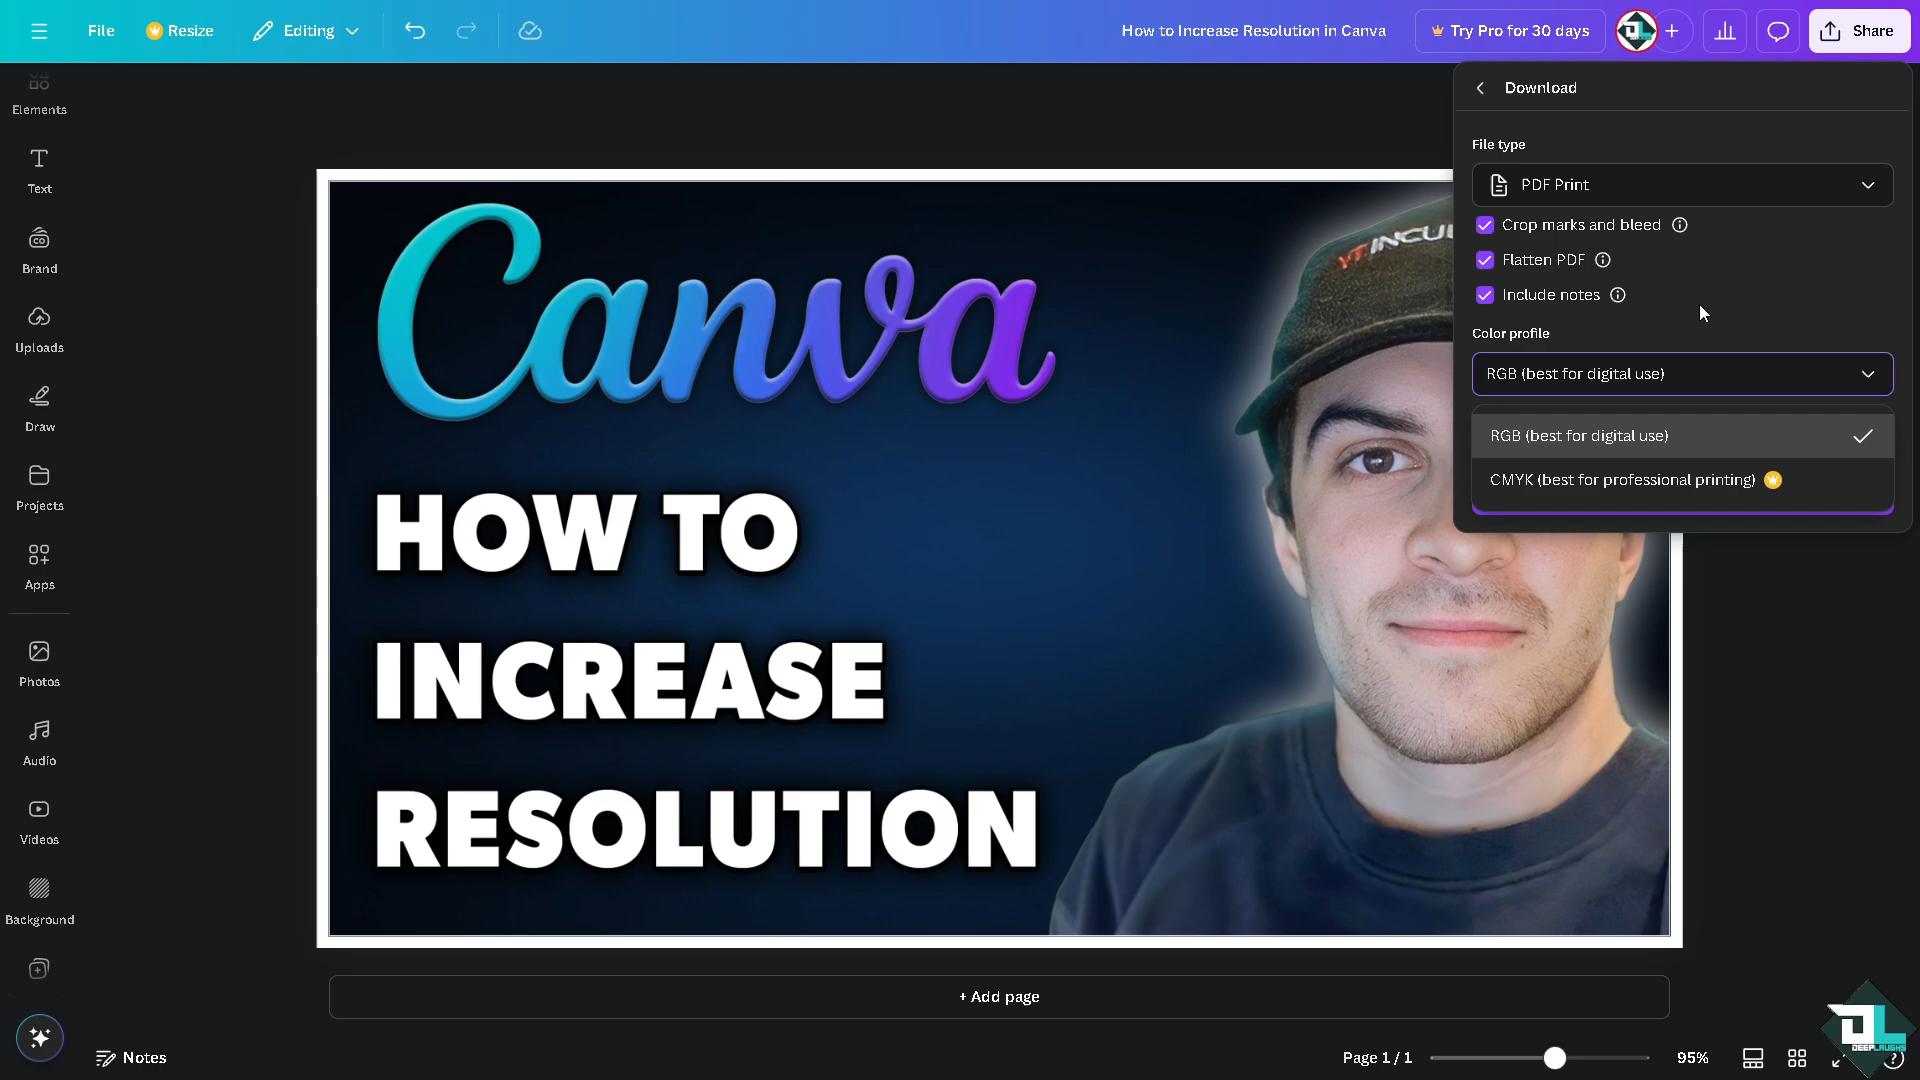 File
Resize
Editing
How to Increase Resolution in Canva
Try Pro for 30 days
Share
Elements
Text
Brand
Uploads
Draw
Projects
Apps
Photos
Audio
Videos
Background
Canva
HOW TO
INCREASE
RESOLUTION
Download
File type
PDF Print
Crop marks and bleed
Flatten PDF
Include notes
Color profile
RGB (best for digital use)
RGB (best for digital use)
CMYK (best for professional printing)
+ Add page
Notes
Page 1 / 1
95%
DL
DEEPLAUGHS